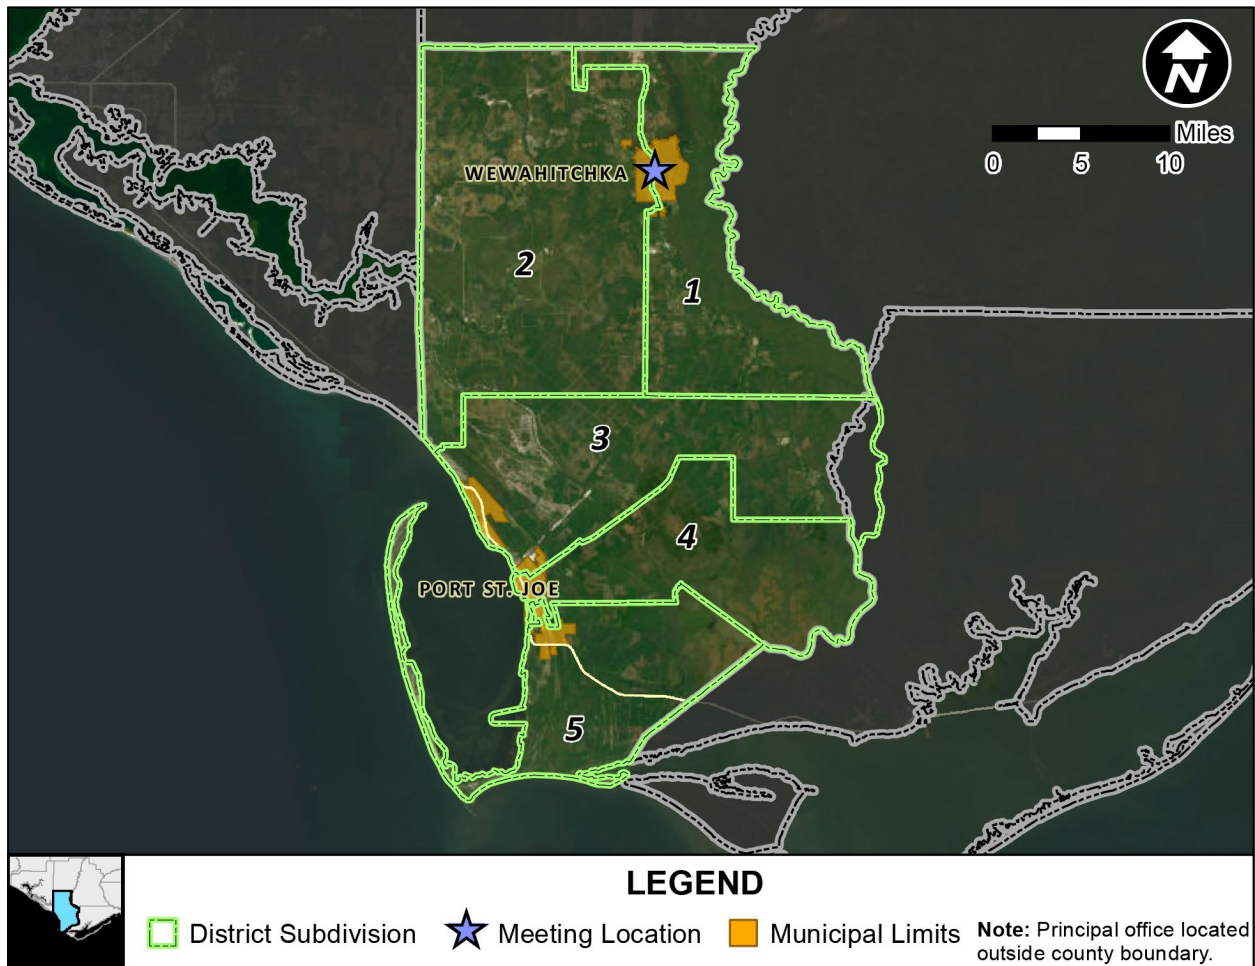 N
Miles
0 5 10
WEWAHITCHKA
2
1
3
4
PORT ST. JOE
5
LEGEND
District Subdivision
Meeting Location
Municipal Limits
Note: Principal office located
outside county boundary.